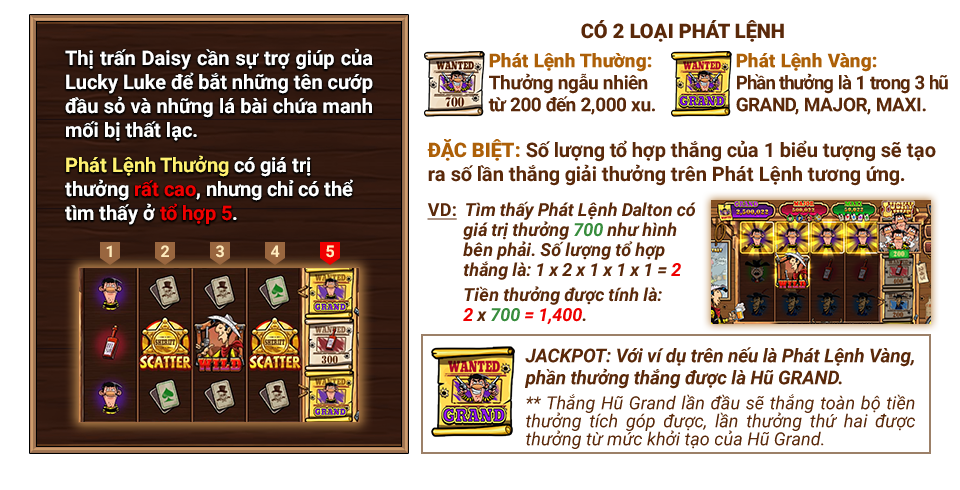 Thị trấn Daisy cần sự trợ giúp của
Lucky Luke để bắt những tên cướp
đầu sỏ và những lá bài chứa manh
mối bị thất lạc.
Phát Lệnh Thưởng có giá trị
thưởng rất cao, nhưng chỉ có thể
tìm thấy ở tổ hợp 5.
1 2 3 4 5
WANTED
GRAND
SHERIFF
SCATTER
WILD
SHERIFF
SCATTER
WANTED
300
WANTED
GRAND
CÓ 2 LOẠI PHÁT LỆNH
WANTED
700
Phát Lệnh Thường:
Thưởng ngẫu nhiên
từ 200 đến 2,000 xu.
WANTED
GRAND
Phát Lệnh Vàng:
Phần thưởng là 1 trong 3 hũ
GRAND, MAJOR, MAXI.
ĐẶC BIỆT: Số lượng tổ hợp thắng của 1 biểu tượng sẽ tạo
ra số lần thắng giải thưởng trên Phát Lệnh tương ứng.
VD: Tìm thấy Phát Lệnh Dalton có
giá trị thưởng 700 như hình
bên phải. Số lượng tổ hợp
thắng là: 1 x 2 x 1 x 1 x 1 = 2
Tiền thưởng được tính là:
2 x 700 = 1,400.
WILD
WANTED
GRAND
JACKPOT: Với ví dụ trên nếu là Phát Lệnh Vàng,
phần thưởng thắng được là Hũ GRAND.
** Thắng Hũ Grand lần đầu sẽ thắng toàn bộ tiền
thưởng tích góp được, lần thưởng thứ hai được
thưởng từ mức khởi tạo của Hũ Grand.